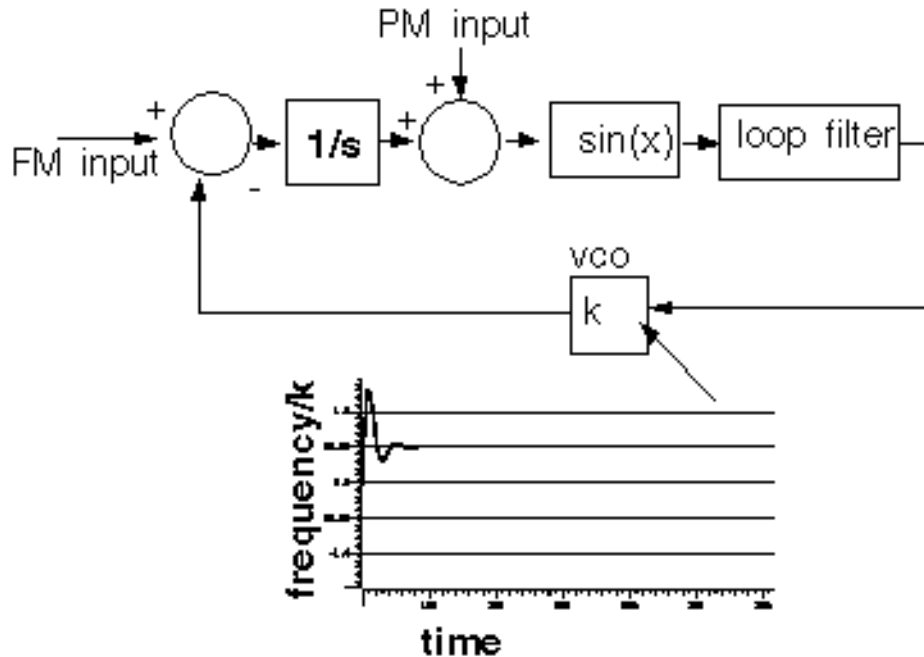 PM input
+
+
+
FM input
-
1/s
sin(x)
loop filter
vco
k
frequency/k
time